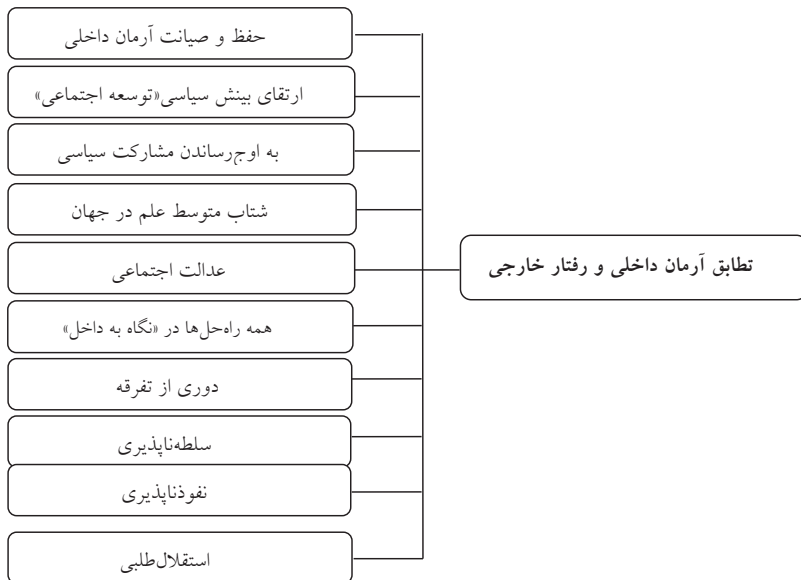 حفظ و صیانت آرمان داخلی
ارتقای بینش سیاسی«توسعه اجتماعی»
به اوج‌رساندن مشارکت سیاسی
شتاب متوسط علم در جهان
عدالت اجتماعی
تطابق آرمان داخلی و رفتار خارجی
همه راه‌حل‌ها در «نگاه به داخل»
دوری از تفرقه
سلطه‌ناپذیری
نفوذناپذیری
استقلال‌طلبی